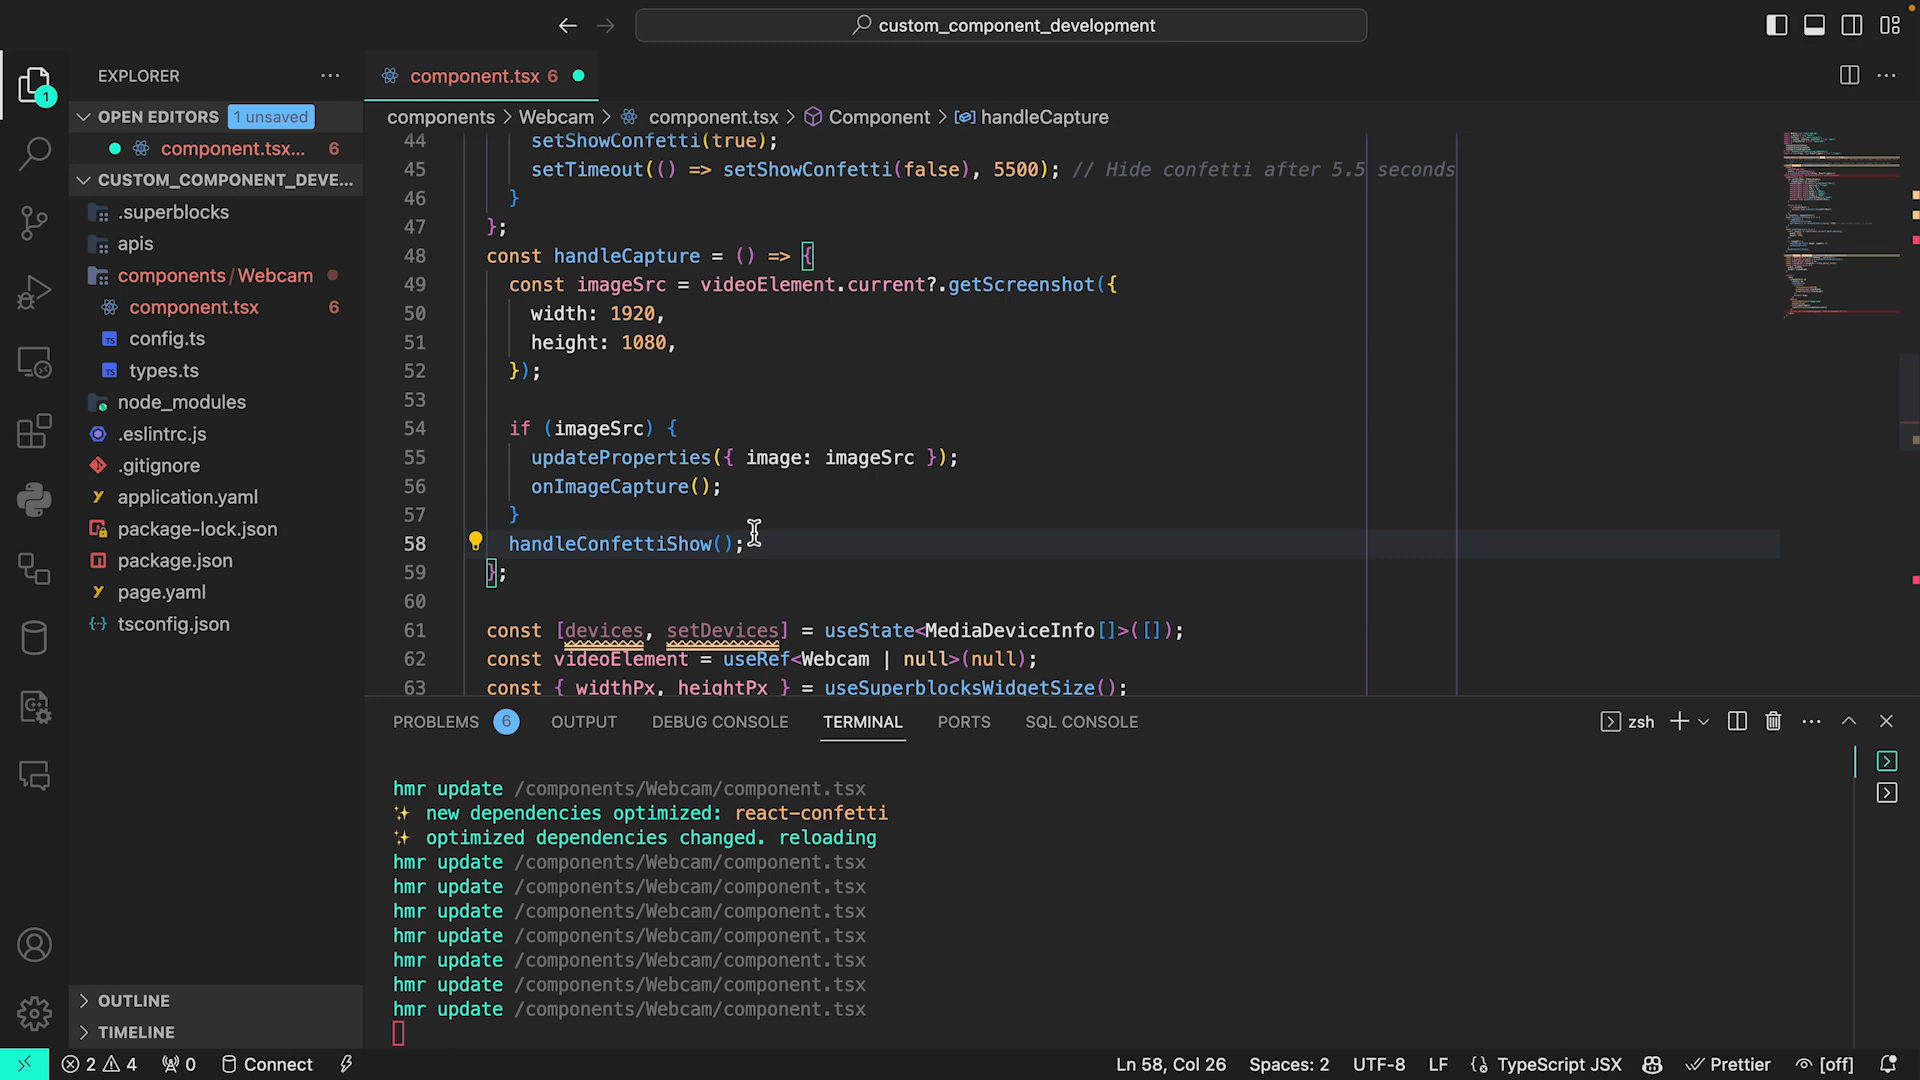 custom_component_development
EXPLORER
OPEN EDITORS 1 unsaved
component.tsx... 6
CUSTOM_COMPONENT_DEVE...
.superblocks
apis
components/Webcam
component.tsx 6
config.ts
types.ts
node_modules
.eslintrc.js
.gitignore
application.yaml
package-lock.json
package.json
page.yaml
tsconfig.json
OUTLINE
TIMELINE
1
component.tsx 6
components > Webcam > component.tsx > Component > handleCapture
44 setShowConfetti(true);
45 setTimeout(() => setShowConfetti(false), 5500); // Hide confetti after 5.5 seconds
46 }
47 };
48 const handleCapture = () => {
49 const imageSrc = videoElement.current?.getScreenshot({
50 width: 1920,
51 height: 1080,
52 });
53
54 if (imageSrc) {
55 updateProperties({ image: imageSrc });
56 onImageCapture();
57 }
58 handleConfettiShow();
59 };
60
61 const [devices, setDevices] = useState<MediaDeviceInfo[]>([]);
62 const videoElement = useRef<Webcam | null>(null);
63 const { widthPx, heightPx } = useSuperblocksWidgetSize();
PROBLEMS 6 OUTPUT DEBUG CONSOLE TERMINAL PORTS SQL CONSOLE zsh
hmr update /components/Webcam/component.tsx
✨ new dependencies optimized: react-confetti
✨ optimized dependencies changed. reloading
hmr update /components/Webcam/component.tsx
hmr update /components/Webcam/component.tsx
hmr update /components/Webcam/component.tsx
hmr update /components/Webcam/component.tsx
hmr update /components/Webcam/component.tsx
hmr update /components/Webcam/component.tsx
hmr update /components/Webcam/component.tsx
2 4 0 Connect Ln 58, Col 26 Spaces: 2 UTF-8 LF TypeScript JSX Prettier [off]